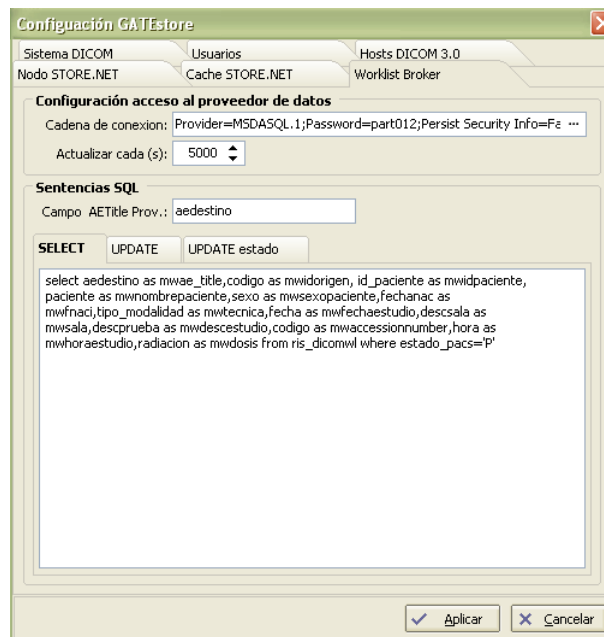 Configuación GATEstore
Sistema DICOM
Usuarios
Hosts DICOM 3.0
Nodo STORE.NET
Cache STORE.NET
Worklist Broker
Configuración acceso al proveedor de datos
Cadena de conexion: Provider=MSDASQL.1;Password=part012;Persist Security Info=Fa ...
Actualizar cada (s): 5000
Sentencias SQL
Campo AETitle Prov.: aedestino
SELECT
UPDATE
UPDATE estado
select aedestino as mwae_title,codigo as mwidorigen, id_paciente as mwidpaciente,
paciente as mwnombrepaciente,sexo as mwsexopaciente,fechanac as
mwfnaci,tipo_modalidad as mwtecnica,fecha as mwfechaestudio,descsala as
mwsala,descprueba as mwdescestudio,codigo as mwaccessionnumber,hora as
mwhoraestudio,radiacion as mwdosis from ris_dicomwl where estado_pacs='P'
Aplicar
Cancelar